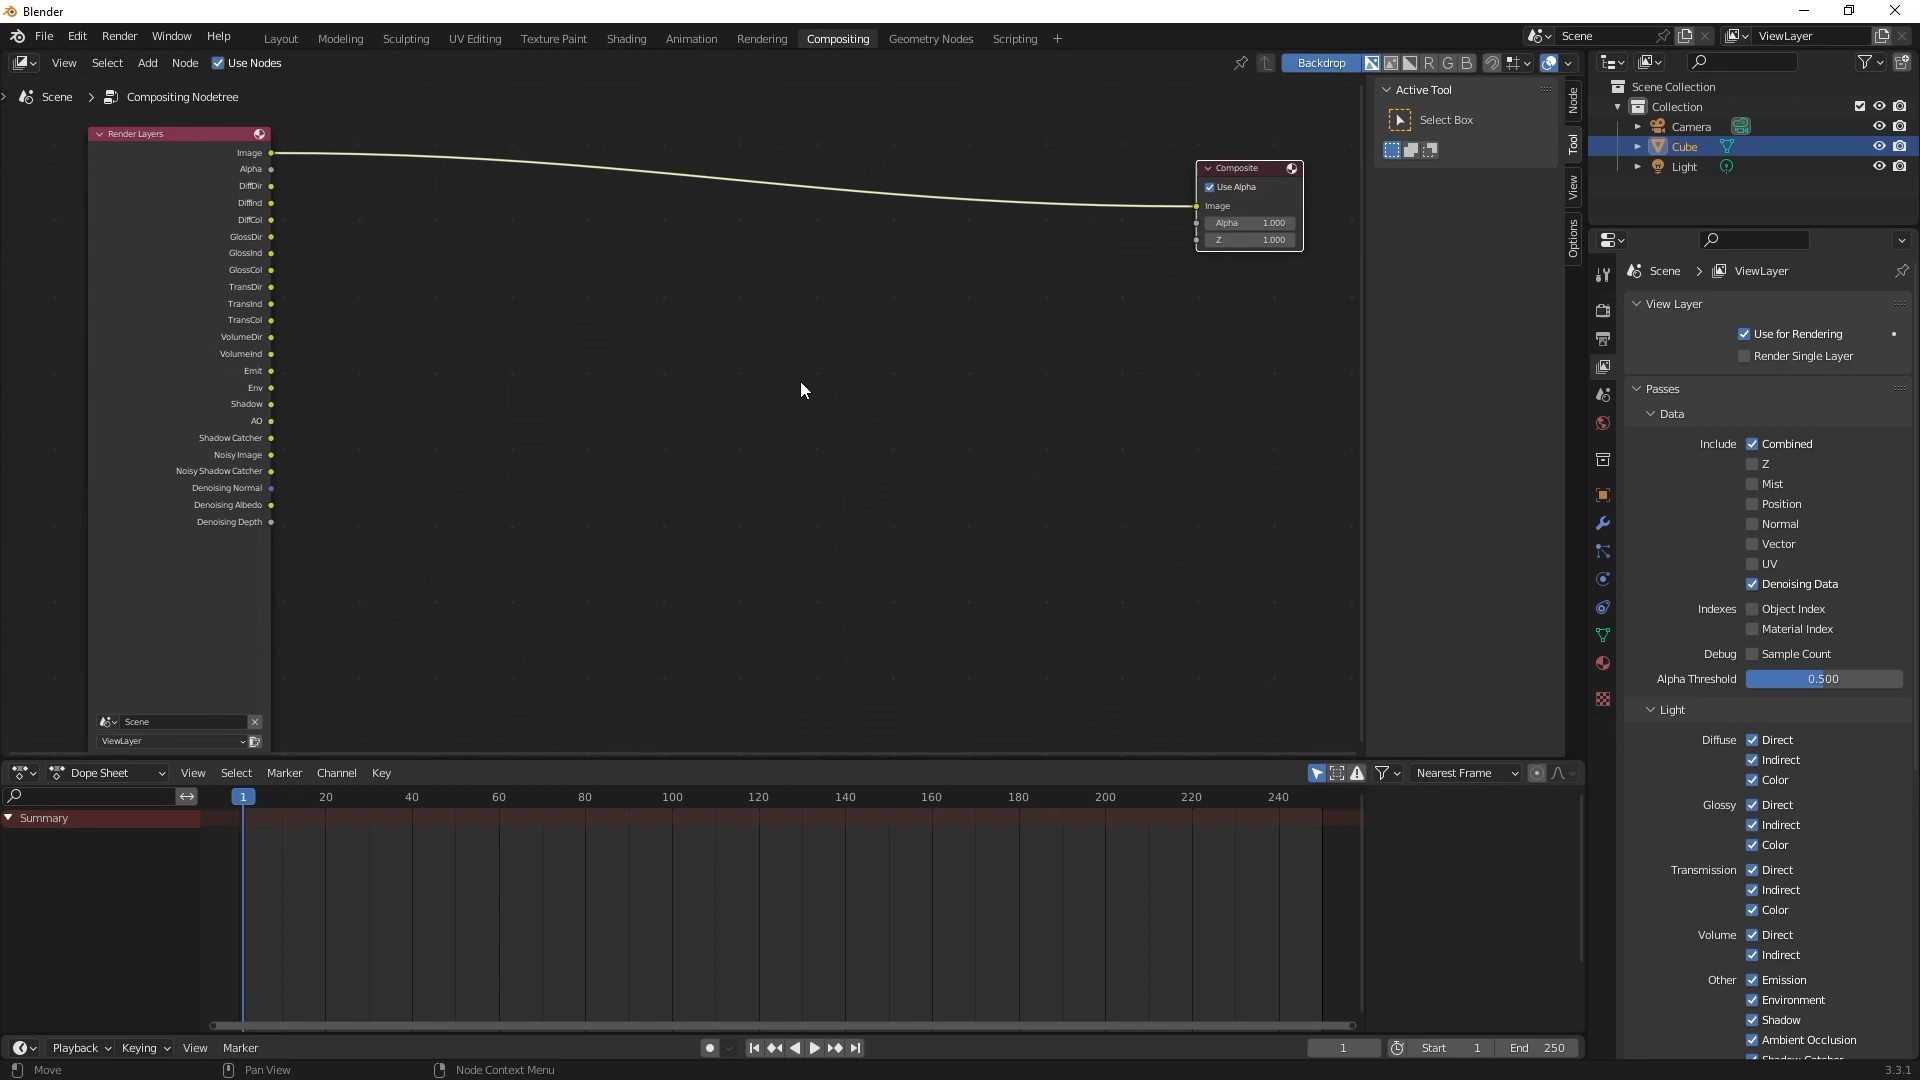 Blender
File Edit Render Window Help Layout Modeling Sculpting UV Editing Texture Paint Shading Animation Rendering Compositing Geometry Nodes Scripting + Scene ViewLayer
View Select Add Node Use Nodes Backdrop R G B
Scene > Compositing Nodetree
Render Layers
Image
Alpha
DiffDir
DiffInd
DiffCol
GlossDir
GlossInd
GlossCol
TransDir
TransInd
TransCol
VolumeDir
VolumeInd
Emit
Env
Shadow
AO
Shadow Catcher
Noisy Image
Noisy Shadow Catcher
Denoising Normal
Denoising Albedo
Denoising Depth
Scene
ViewLayer
Composite
Use Alpha
Image
Alpha 1.000
Z 1.000
Active Tool
Select Box
Node
Tool
View
Options
Scene Collection
Collection
Camera
Cube
Light
Scene > ViewLayer
View Layer
Use for Rendering
Render Single Layer
Passes
Data
Include Combined
Z
Mist
Position
Normal
Vector
UV
Denoising Data
Indexes Object Index
Material Index
Debug Sample Count
Alpha Threshold 0.500
Light
Diffuse Direct
Indirect
Color
Glossy Direct
Indirect
Color
Transmission Direct
Indirect
Color
Volume Direct
Indirect
Other Emission
Environment
Shadow
Ambient Occlusion
Shadow Catcher
Dope Sheet View Select Marker Channel Key Nearest Frame
1 20 40 60 80 100 120 140 160 180 200 220 240
Summary
Playback Keying View Marker 1 Start 1 End 250
Move Pan View Node Context Menu 3.3.1